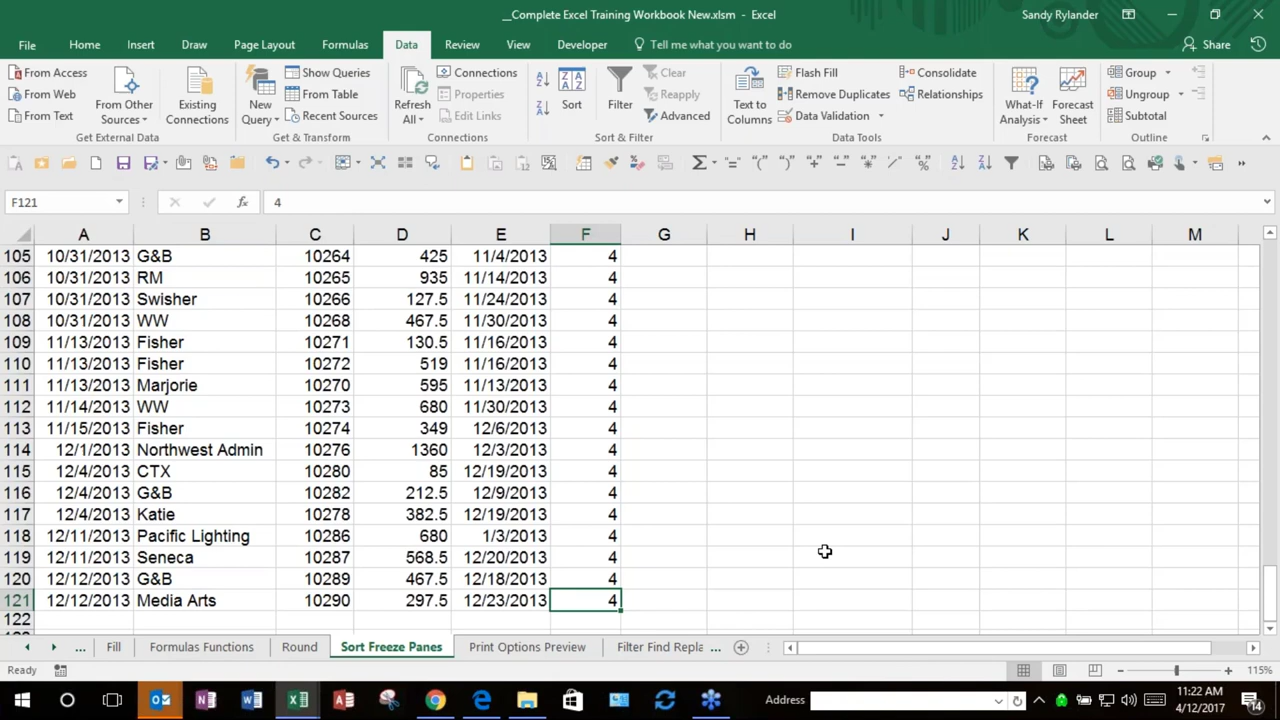 __Complete Excel Training Workbook New.xlsm - Excel
Sandy Rylander
File Home Insert Draw Page Layout Formulas Data Review View Developer Tell me what you want to do Share
From Access
From Web
From Text
From Other Sources
Existing Connections
Get External Data
New Query
Show Queries
From Table
Recent Sources
Get & Transform
Refresh All
Connections
Properties
Edit Links
Connections
Sort
Filter
Clear
Reapply
Advanced
Sort & Filter
Text to Columns
Flash Fill
Remove Duplicates
Data Validation
Consolidate
Relationships
Data Tools
What-If Analysis
Forecast Sheet
Forecast
Group
Ungroup
Subtotal
Outline
F121 fx 4
A B C D E F G H I J K L M
105 10/31/2013 G&B 10264 425 11/4/2013 4
106 10/31/2013 RM 10265 935 11/14/2013 4
107 10/31/2013 Swisher 10266 127.5 11/24/2013 4
108 10/31/2013 WW 10268 467.5 11/30/2013 4
109 11/13/2013 Fisher 10271 130.5 11/16/2013 4
110 11/13/2013 Fisher 10272 519 11/16/2013 4
111 11/13/2013 Marjorie 10270 595 11/13/2013 4
112 11/14/2013 WW 10273 680 11/30/2013 4
113 11/15/2013 Fisher 10274 349 12/6/2013 4
114 12/1/2013 Northwest Admin 10276 1360 12/3/2013 4
115 12/4/2013 CTX 10280 85 12/19/2013 4
116 12/4/2013 G&B 10282 212.5 12/9/2013 4
117 12/4/2013 Katie 10278 382.5 12/19/2013 4
118 12/11/2013 Pacific Lighting 10286 680 1/3/2013 4
119 12/11/2013 Seneca 10287 568.5 12/20/2013 4
120 12/12/2013 G&B 10289 467.5 12/18/2013 4
121 12/12/2013 Media Arts 10290 297.5 12/23/2013 4
122
... Fill Formulas Functions Round Sort Freeze Panes Print Options Preview Filter Find Repla ...
Ready 115%
Address
11:22 AM
4/12/2017
14